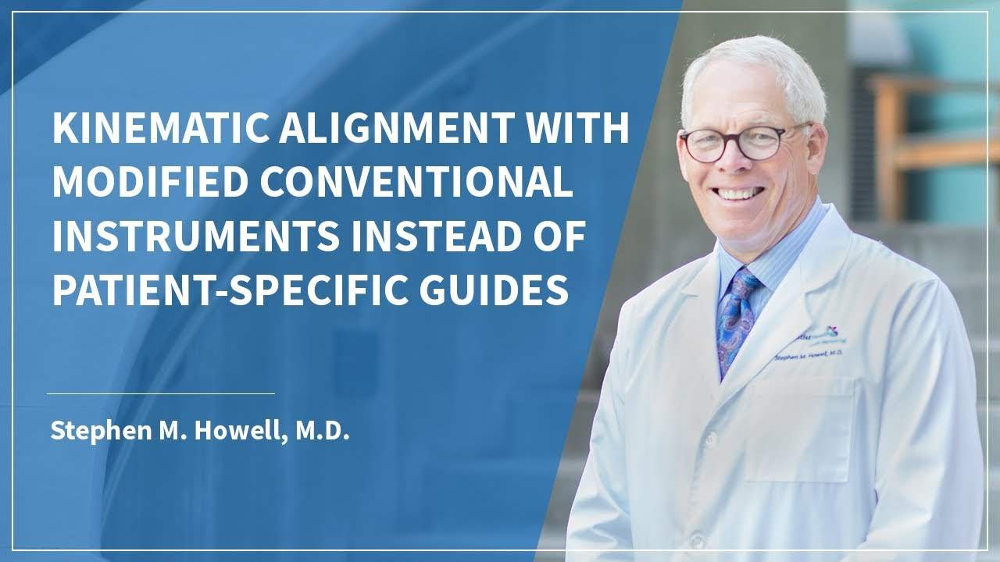 KINEMATIC ALIGNMENT WITH
MODIFIED CONVENTIONAL
INSTRUMENTS INSTEAD OF
PATIENT-SPECIFIC GUIDES
Stephen M. Howell, M.D.
Stephen M. Howell, M.D.